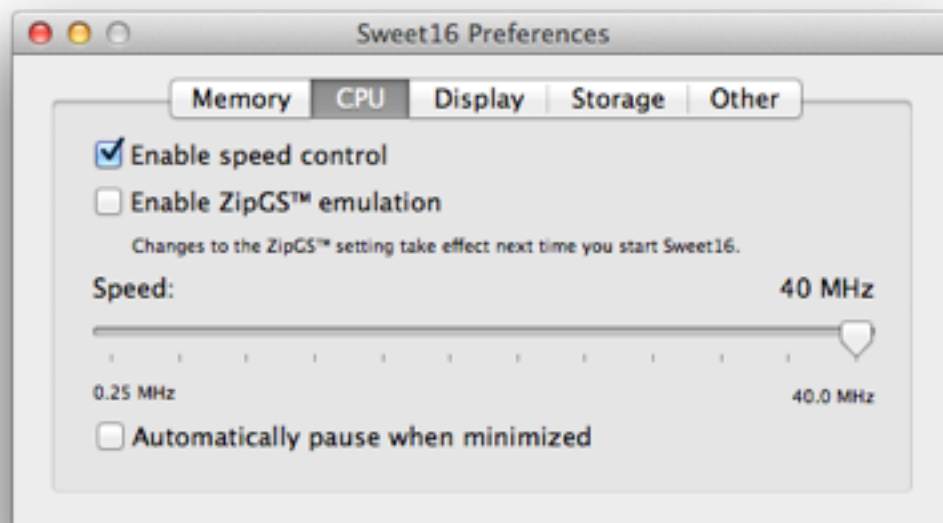 Sweet16 Preferences
Memory CPU Display Storage Other
Enable speed control
Enable ZipGS™ emulation
Changes to the ZipGS™ setting take effect next time you start Sweet16.
Speed: 40 MHz
0.25 MHz 40.0 MHz
Automatically pause when minimized